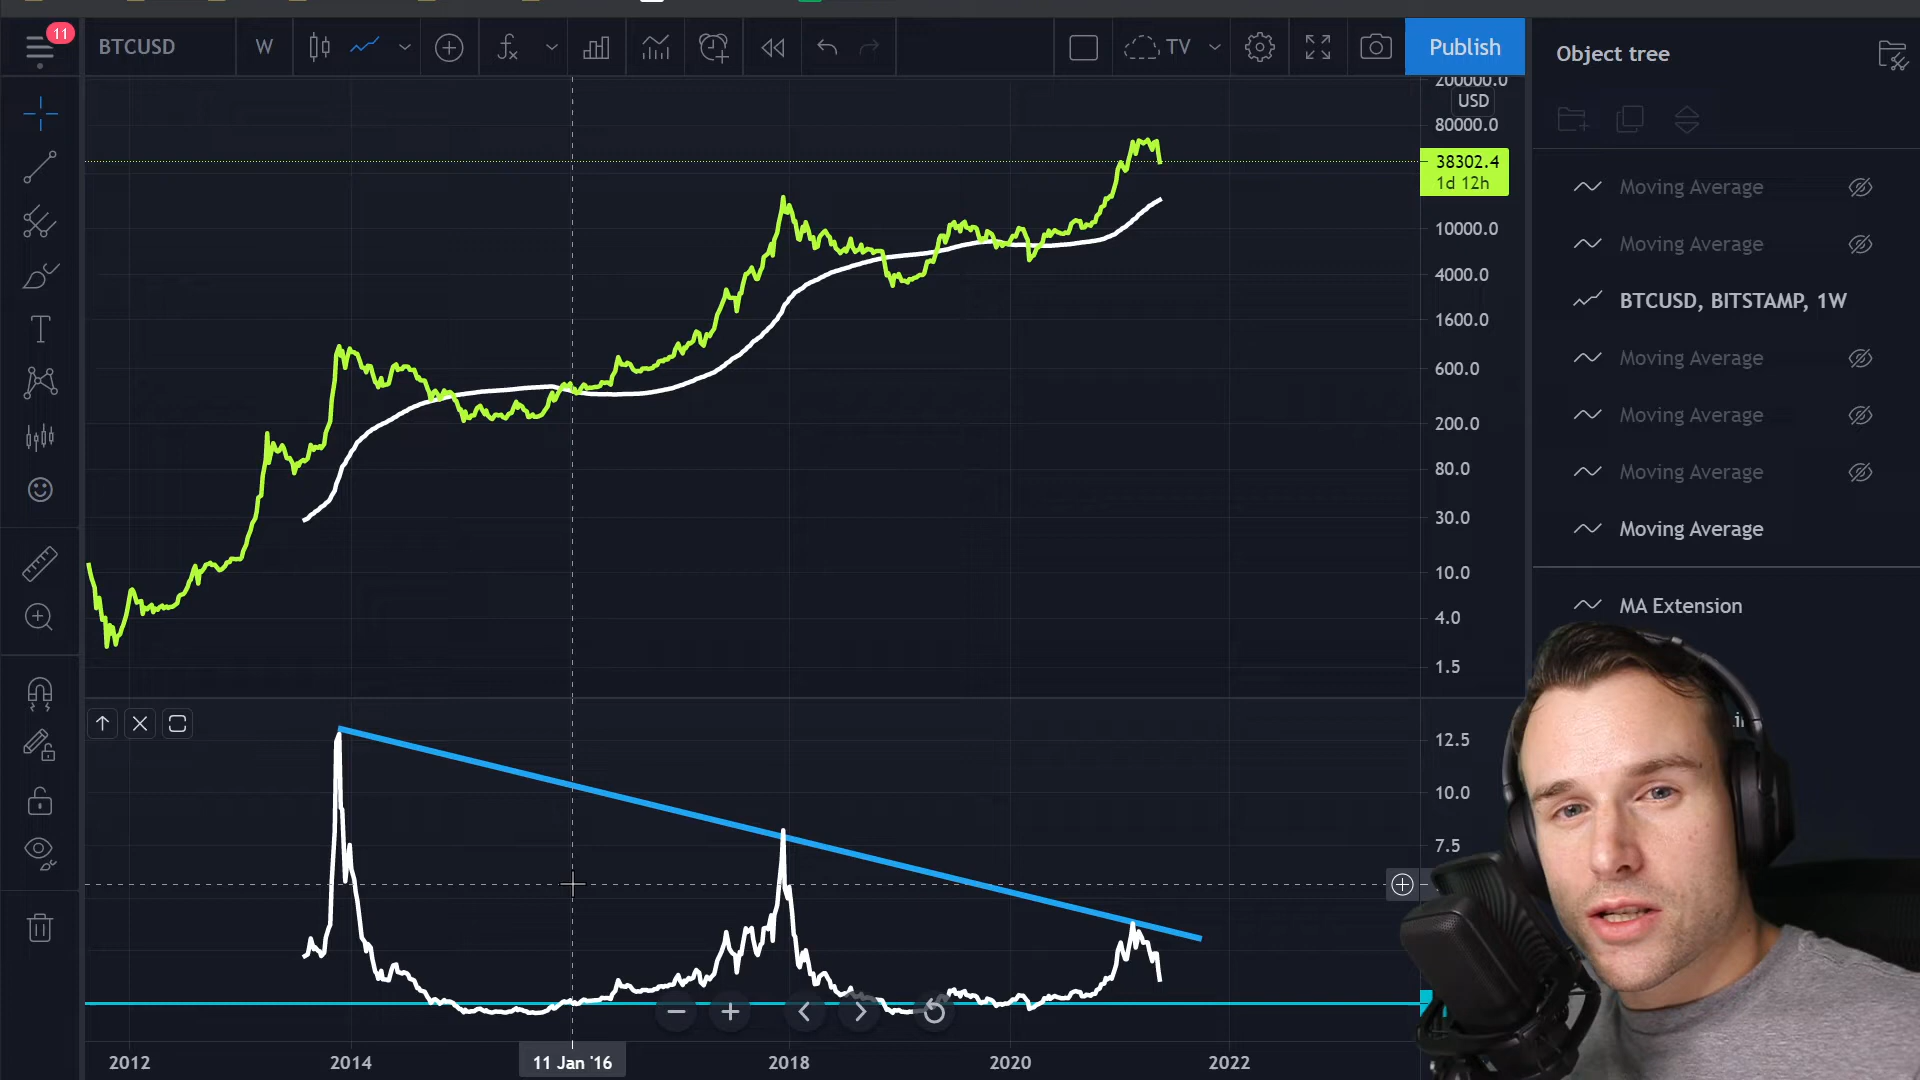 11
BTCUSD
W
TV
Publish
Object tree
200000.0
USD
80000.0
38302.4
1d 12h
10000.0
4000.0
1600.0
600.0
200.0
80.0
30.0
10.0
4.0
1.5
Moving Average
Moving Average
BTCUSD, BITSTAMP, 1W
Moving Average
Moving Average
Moving Average
Moving Average
MA Extension
12.5
10.0
7.5
2012
2014
11 Jan '16
2018
2020
2022